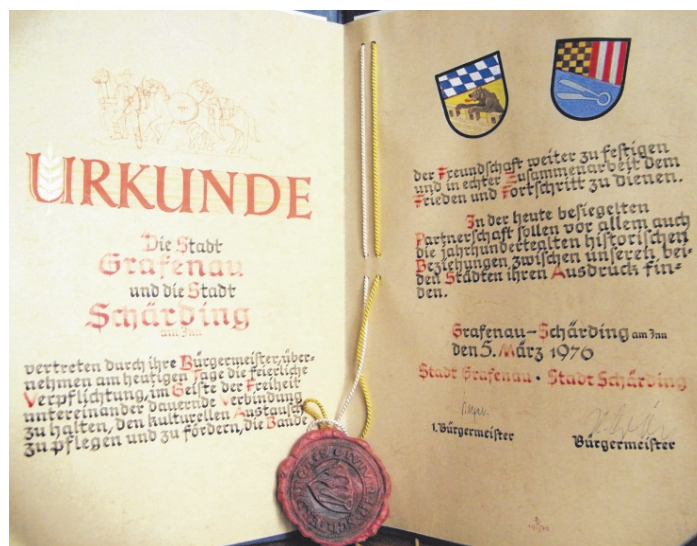 URKUNDE
Die Stadt
Grafenau
und die Stadt
Schärding
am Inn
vertreten durch ihre Bürgermeister, über-
nehmen am heutigen Tage die feierliche
Verpflichtung, im Geiste der Freiheit
untereinander dauernde Verbindung
zu halten, den kulturellen Austausch
zu pflegen und zu fördern, die Bande
der Freundschaft weiter zu festigen
und in echter Zusammenarbeit dem
Frieden und Fortschritt zu dienen.
In der heute besiegelten
Partnerschaft sollen vor allem auch
die jahrhundertealten historischen
Beziehungen zwischen unseren bei-
den Städten ihren Ausdruck fin-
den.
Grafenau-Schärding am Inn
den 5. März 1976
Stadt Grafenau · Stadt Schärding
1. Bürgermeister
Bürgermeister